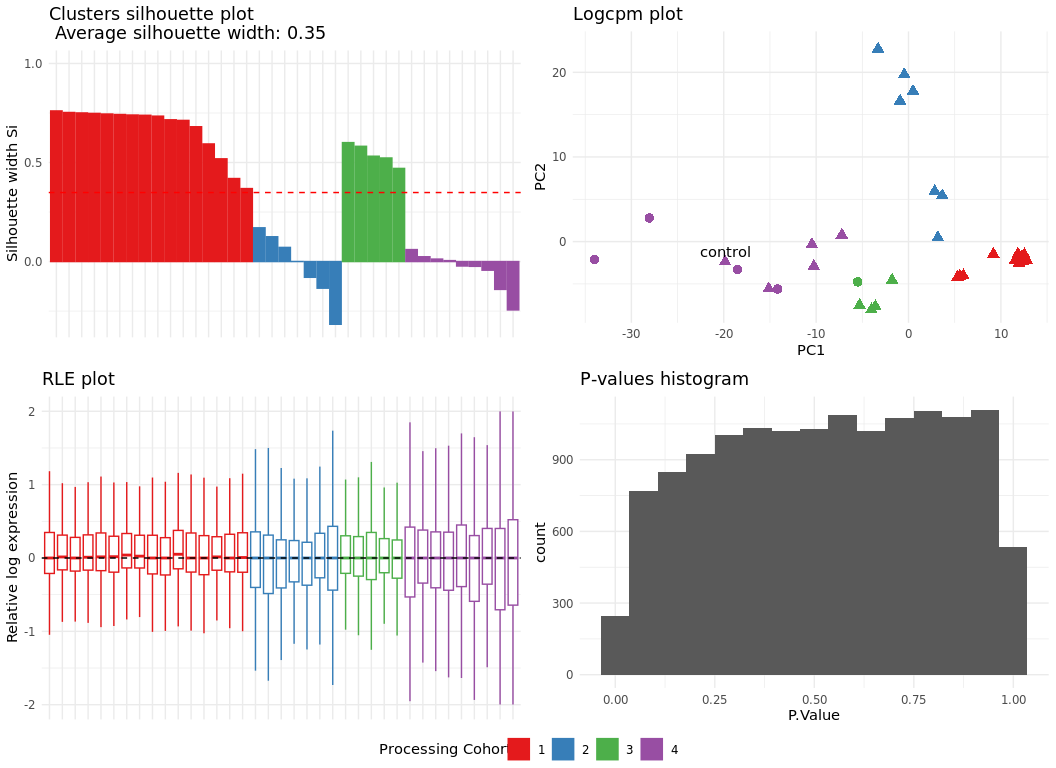 Clusters silhouette plot
Average silhouette width: 0.35
Silhouette width Si
1.0
0.5
0.0
Logcpm plot
PC2
20
10
0
control
-30
-20
-10
0
10
PC1
RLE plot
Relative log expression
2
1
0
-1
-2
P-values histogram
count
900
600
300
0
0.00
0.25
0.50
0.75
1.00
P.Value
Processing Cohort 1 2 3 4